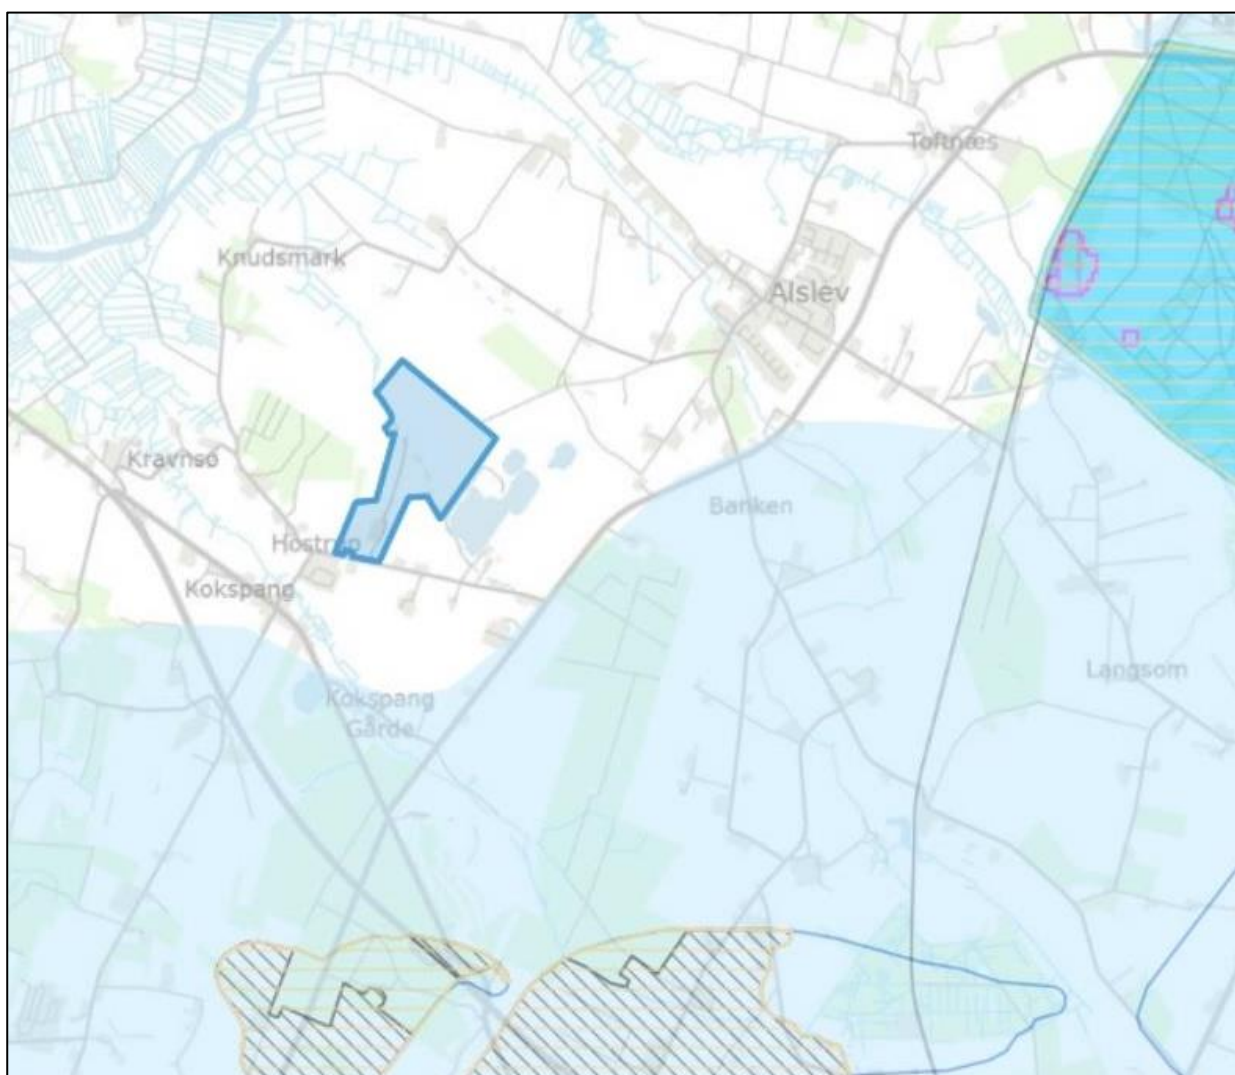 Toftnæs
Knudsmark
Alslev
Kravnsø
Banken
Hostrup
Kokspang
Langsom
Kokspang
Gårde